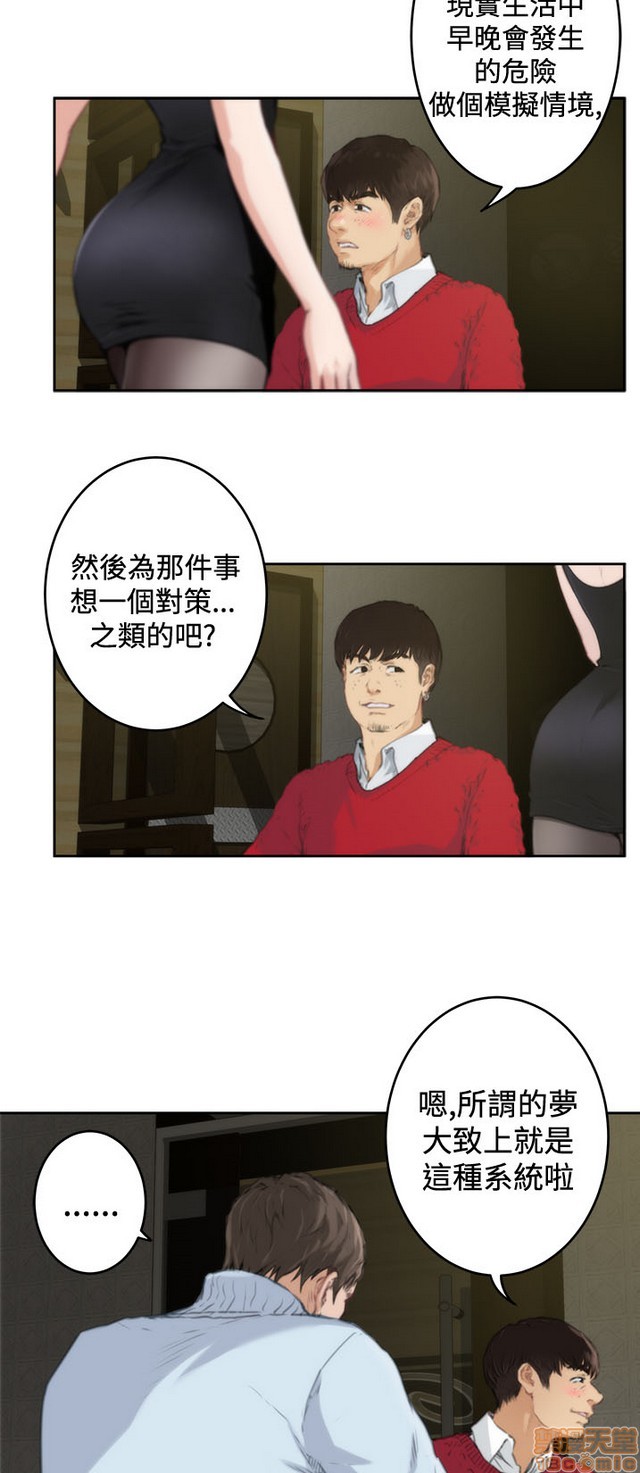 現實生活中
早晚會發生
的危險
做個模擬情境,
然後為那件事
想一個對策...
之類的吧?
嗯,所謂的夢
大致上就是
這種系統啦
......